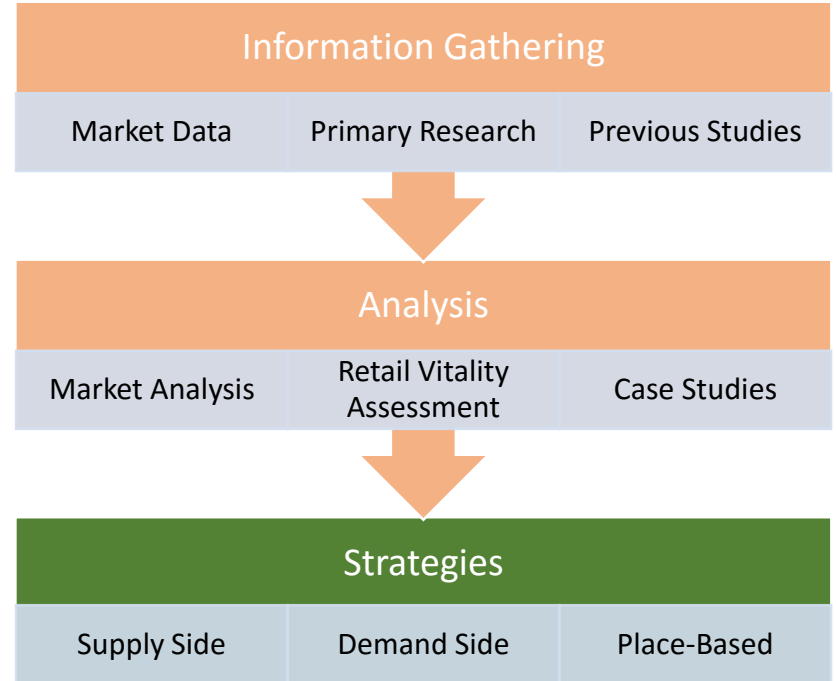 Information Gathering
Market Data
Primary Research
Previous Studies
Analysis
Market Analysis
Retail Vitality
Assessment
Case Studies
Strategies
Supply Side
Demand Side
Place-Based